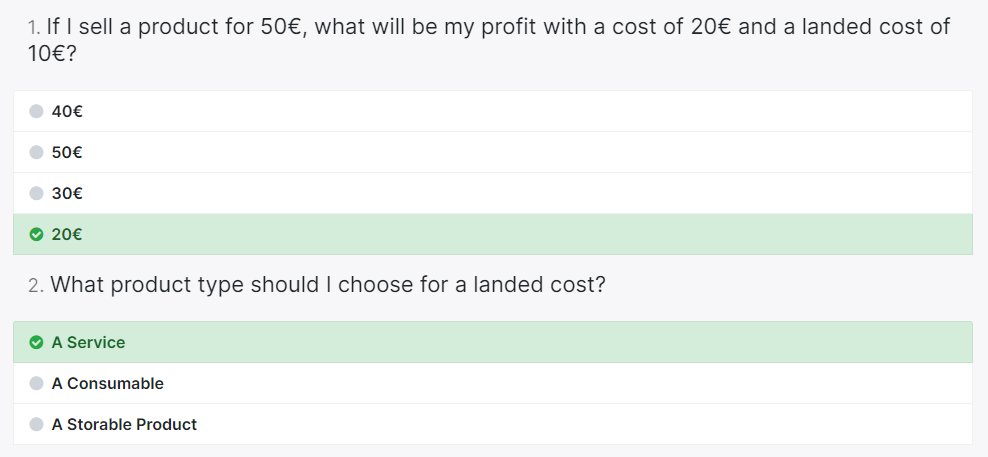 1. If I sell a product for 50€, what will be my profit with a cost of 20€ and a landed cost of
10€?
40€
50€
30€
20€
2. What product type should I choose for a landed cost?
A Service
A Consumable
A Storable Product